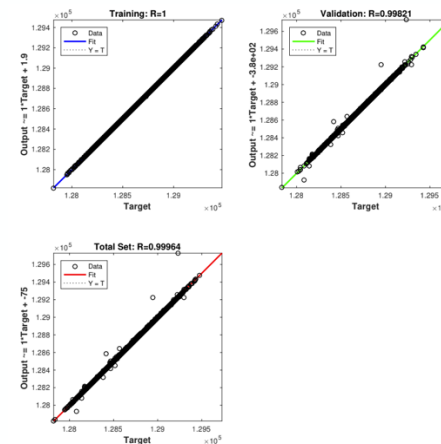 Training: R=1
×10⁵
Output ~= 1*Target + 1.9
1.294
1.292
1.29
1.288
1.286
1.284
1.282
1.28
Data
Fit
Y = T
1.28
1.285
1.29
×10⁵
Target
Validation: R=0.99821
×10⁵
Output ~= 1*Target + -3.8e+02
1.296
1.294
1.292
1.29
1.288
1.286
1.284
1.282
1.28
Data
Fit
Y = T
1.28
1.285
1.29
1.295
Target
Total Set: R=0.99964
×10⁵
Output ~= 1*Target + -75
1.296
1.294
1.292
1.29
1.288
1.286
1.284
1.282
1.28
Data
Fit
Y = T
1.28
1.285
1.29
1.295
×10⁵
Target